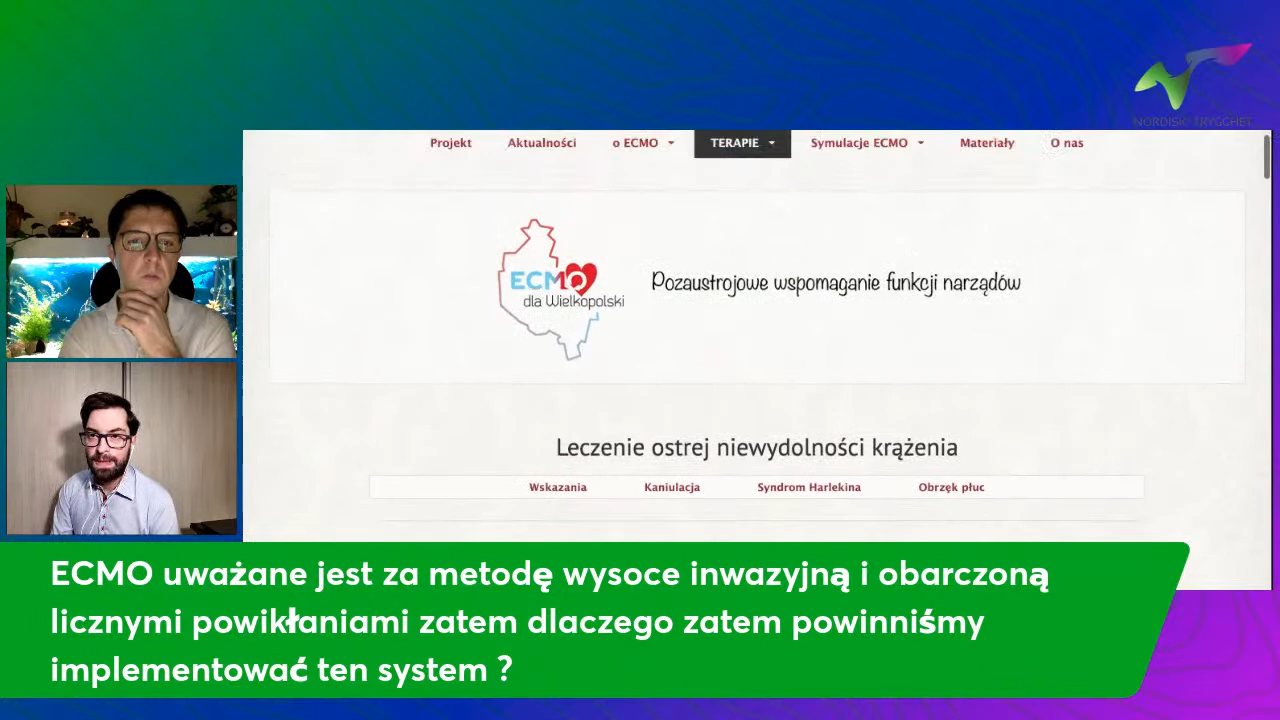 NORDISK TRYGGHET
Projekt Aktualności o ECMO TERAPIE Symulacje ECMO Materiały O nas
ECMO
dla Wielkopolski
Pozaustrojowe wspomaganie funkcji narządów
Leczenie ostrej niewydolności krążenia
Wskazania Kaniulacja Syndrom Harlekina Obrzęk płuc
ECMO uważane jest za metodę wysoce inwazyjną i obarczoną
licznymi powikłaniami zatem dlaczego zatem powinniśmy
implementować ten system ?